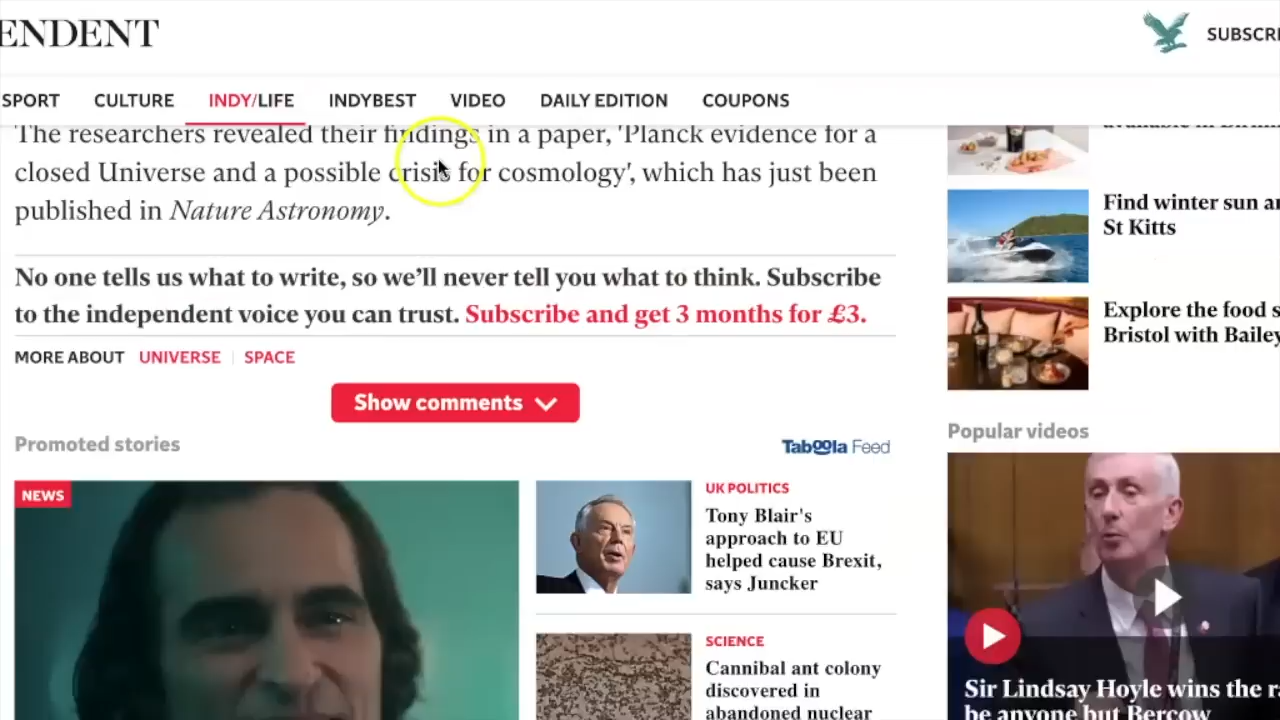 ENDENT
SUBSCRI
SPORT CULTURE INDY/LIFE INDYBEST VIDEO DAILY EDITION COUPONS
The researchers revealed their findings in a paper, 'Planck evidence for a
closed Universe and a possible crisis for cosmology', which has just been
published in Nature Astronomy.
No one tells us what to write, so we'll never tell you what to think. Subscribe
to the independent voice you can trust. Subscribe and get 3 months for £3.
MORE ABOUT UNIVERSE SPACE
Show comments
Promoted stories
Taboola Feed
NEWS
UK POLITICS
Tony Blair's
approach to EU
helped cause Brexit,
says Juncker
SCIENCE
Cannibal ant colony
discovered in
abandoned nuclear
Find winter sun a
St Kitts
Explore the food s
Bristol with Bailey
Popular videos
Sir Lindsay Hoyle wins the r
be anyone but Bercow